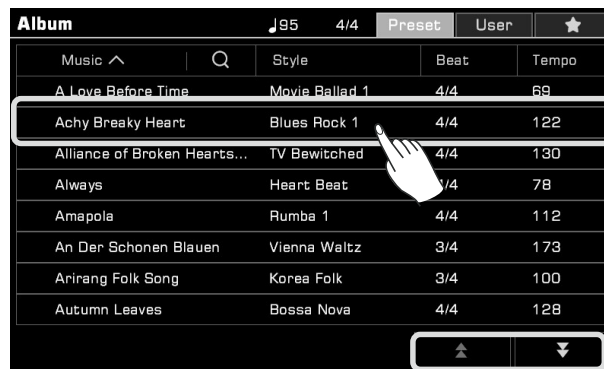 Album ♩95 4/4 Preset User ★
Music Style Beat Tempo
A Love Before Time Movie Ballad 1 4/4 69
Achy Breaky Heart Blues Rock 1 4/4 122
Alliance of Broken Hearts... TV Bewitched 4/4 130
Always Heart Beat /4 78
Amapola Rumba 1 4/4 112
An Der Schonen Blauen Vienna Waltz 3/4 173
Arirang Folk Song Korea Folk 3/4 100
Autumn Leaves Bossa Nova 4/4 128